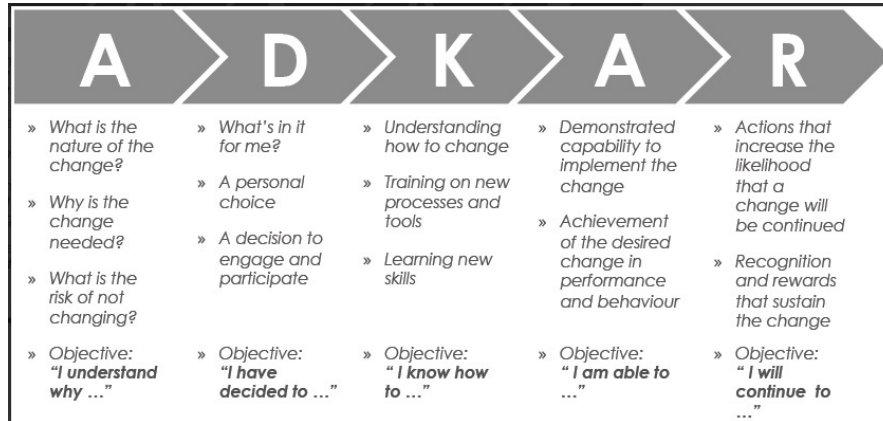 A
D
K
A
R
» What is the
nature of the
change?
» Why is the
change
needed?
» What is the
risk of not
changing?
» Objective:
“I understand
why …”
» What’s in it
for me?
» A personal
choice
» A decision to
engage and
participate
» Objective:
“I have
decided to …”
» Understanding
how to change
» Training on new
processes and
tools
» Learning new
skills
» Objective:
“ I know how
to …”
» Demonstrated
capability to
implement the
change
» Achievement
of the desired
change in
performance
and behaviour
» Objective:
“ I am able to
…”
» Actions that
increase the
likelihood
that a
change will
be continued
» Recognition
and rewards
that sustain
the change
» Objective:
“ I will
continue to
…”